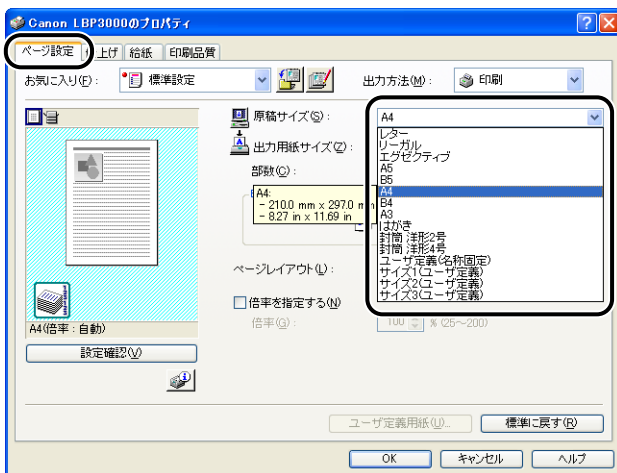 Canon LBP3000のプロパティ
ページ設定 上げ 給紙 印刷品質
お気に入り(F): 標準設定 出力方法(M): 印刷
原稿サイズ(S): A4
出力用紙サイズ(Z):
部数(C):
A4:
- 210.0 mm x 297.0 mm
- 8.27 in x 11.69 in
レター
リーガル
エグゼクティブ
A5
B5
A4
B4
A3
はがき
封筒 洋形2号
封筒 洋形4号
ユーザ定義(名称固定)
サイズ1(ユーザ定義)
サイズ2(ユーザ定義)
サイズ3(ユーザ定義)
ページレイアウト(L):
倍率を指定する(N)
倍率(G): 100 % (25~200)
A4(倍率:自動)
設定確認(V)
ユーザ定義用紙(U)... 標準に戻す(R)
OK キャンセル ヘルプ